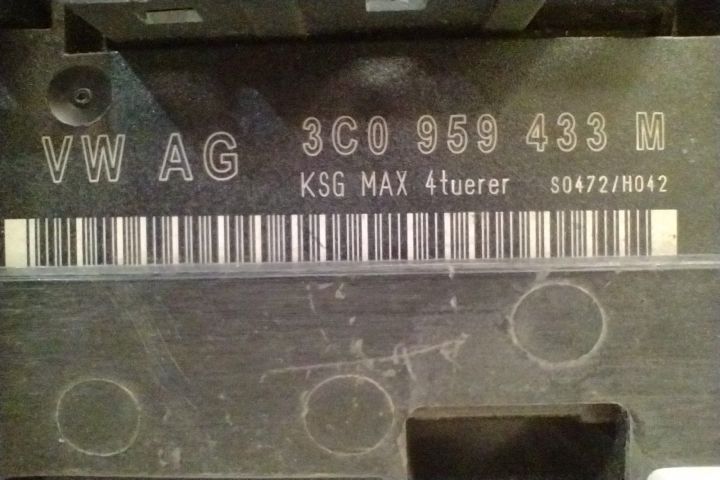 VW AG 3C0 959 433 M
KSG MAX 4tuerer S0472/H042